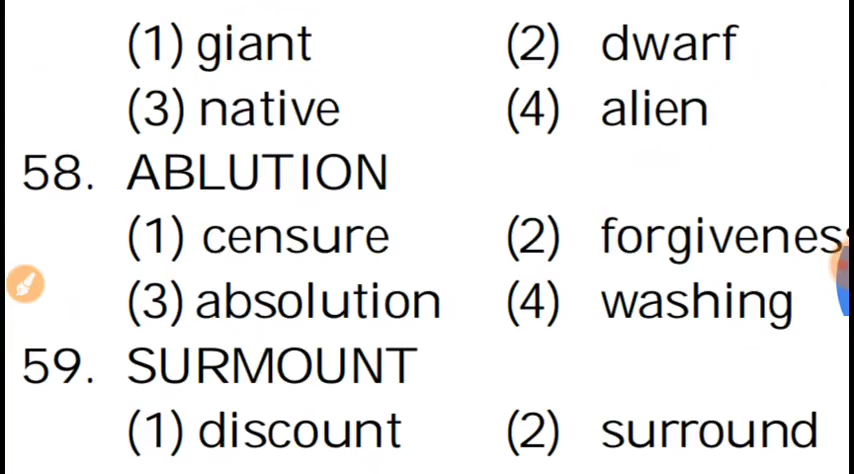 (1) giant (2) dwarf
(3) native (4) alien
58. ABLUTION
(1) censure (2) forgivenes
(3) absolution (4) washing
59. SURMOUNT
(1) discount (2) surround